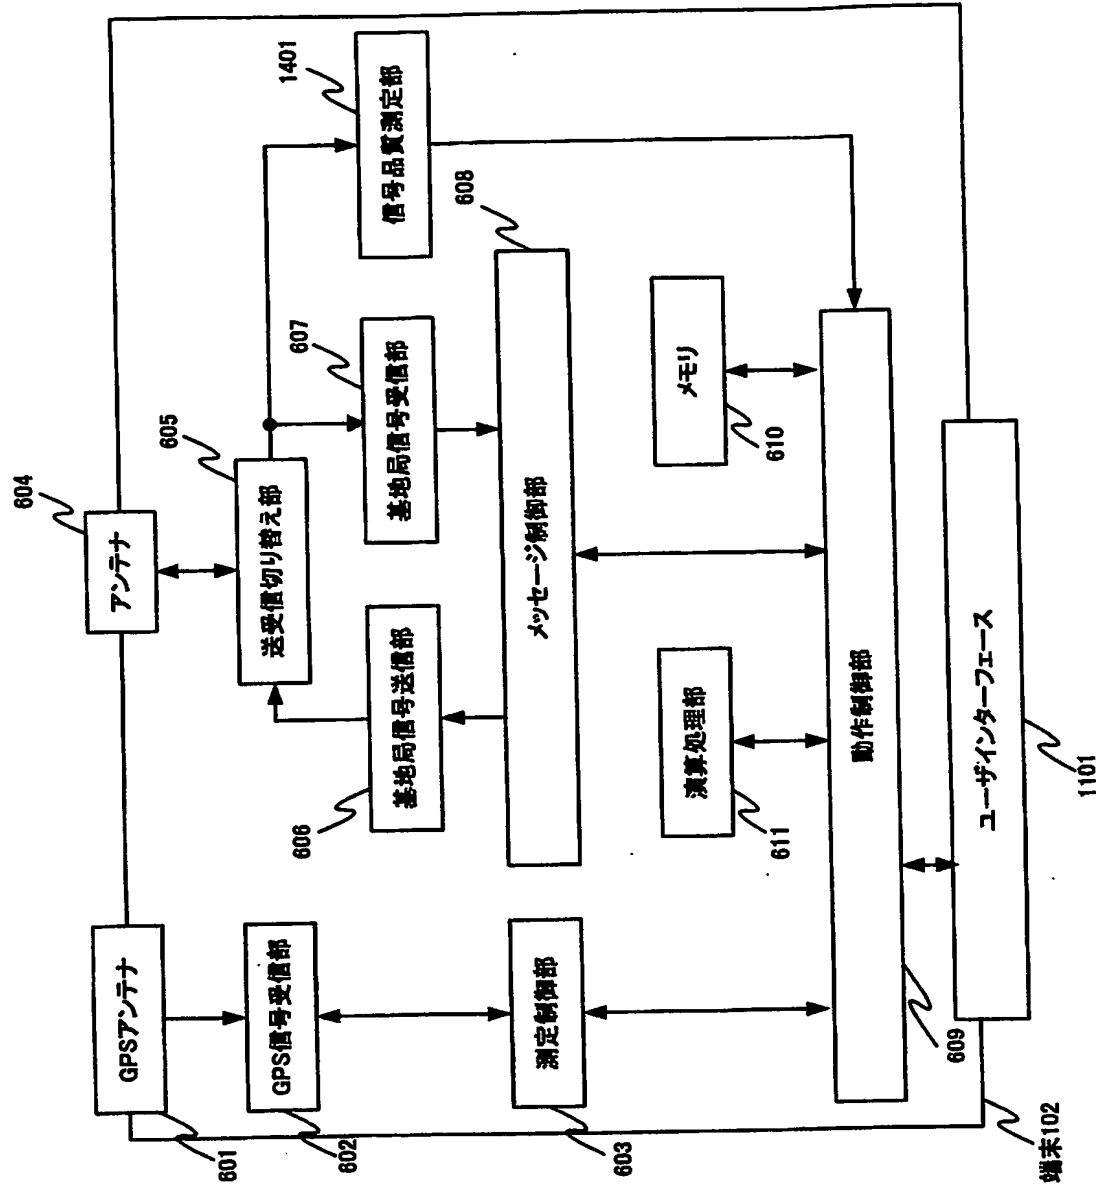 GPSアンテナ
601
GPS信号受信部
602
測定制御部
603
アンテナ
604
送受信切り替え部
605
基地局信号送信部
606
基地局信号受信部
607
信号品質測定部
1401
メッセージ制御部
608
演算処理部
611
メモリ
610
動作制御部
609
ユーザインターフェース
1101
端末102